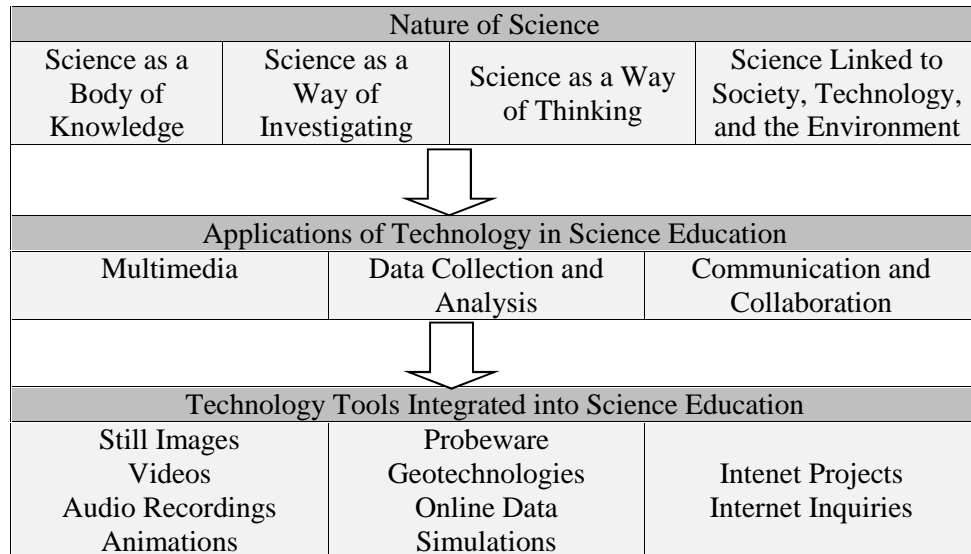 Nature of Science
Science as a
Body of
Knowledge
Science as a
Way of
Investigating
Science as a Way
of Thinking
Science Linked to
Society, Technology,
and the Environment
Applications of Technology in Science Education
Multimedia
Data Collection and
Analysis
Communication and
Collaboration
Technology Tools Integrated into Science Education
Still Images
Videos
Audio Recordings
Animations
Probeware
Geotechnologies
Online Data
Simulations
Intenet Projects
Internet Inquiries